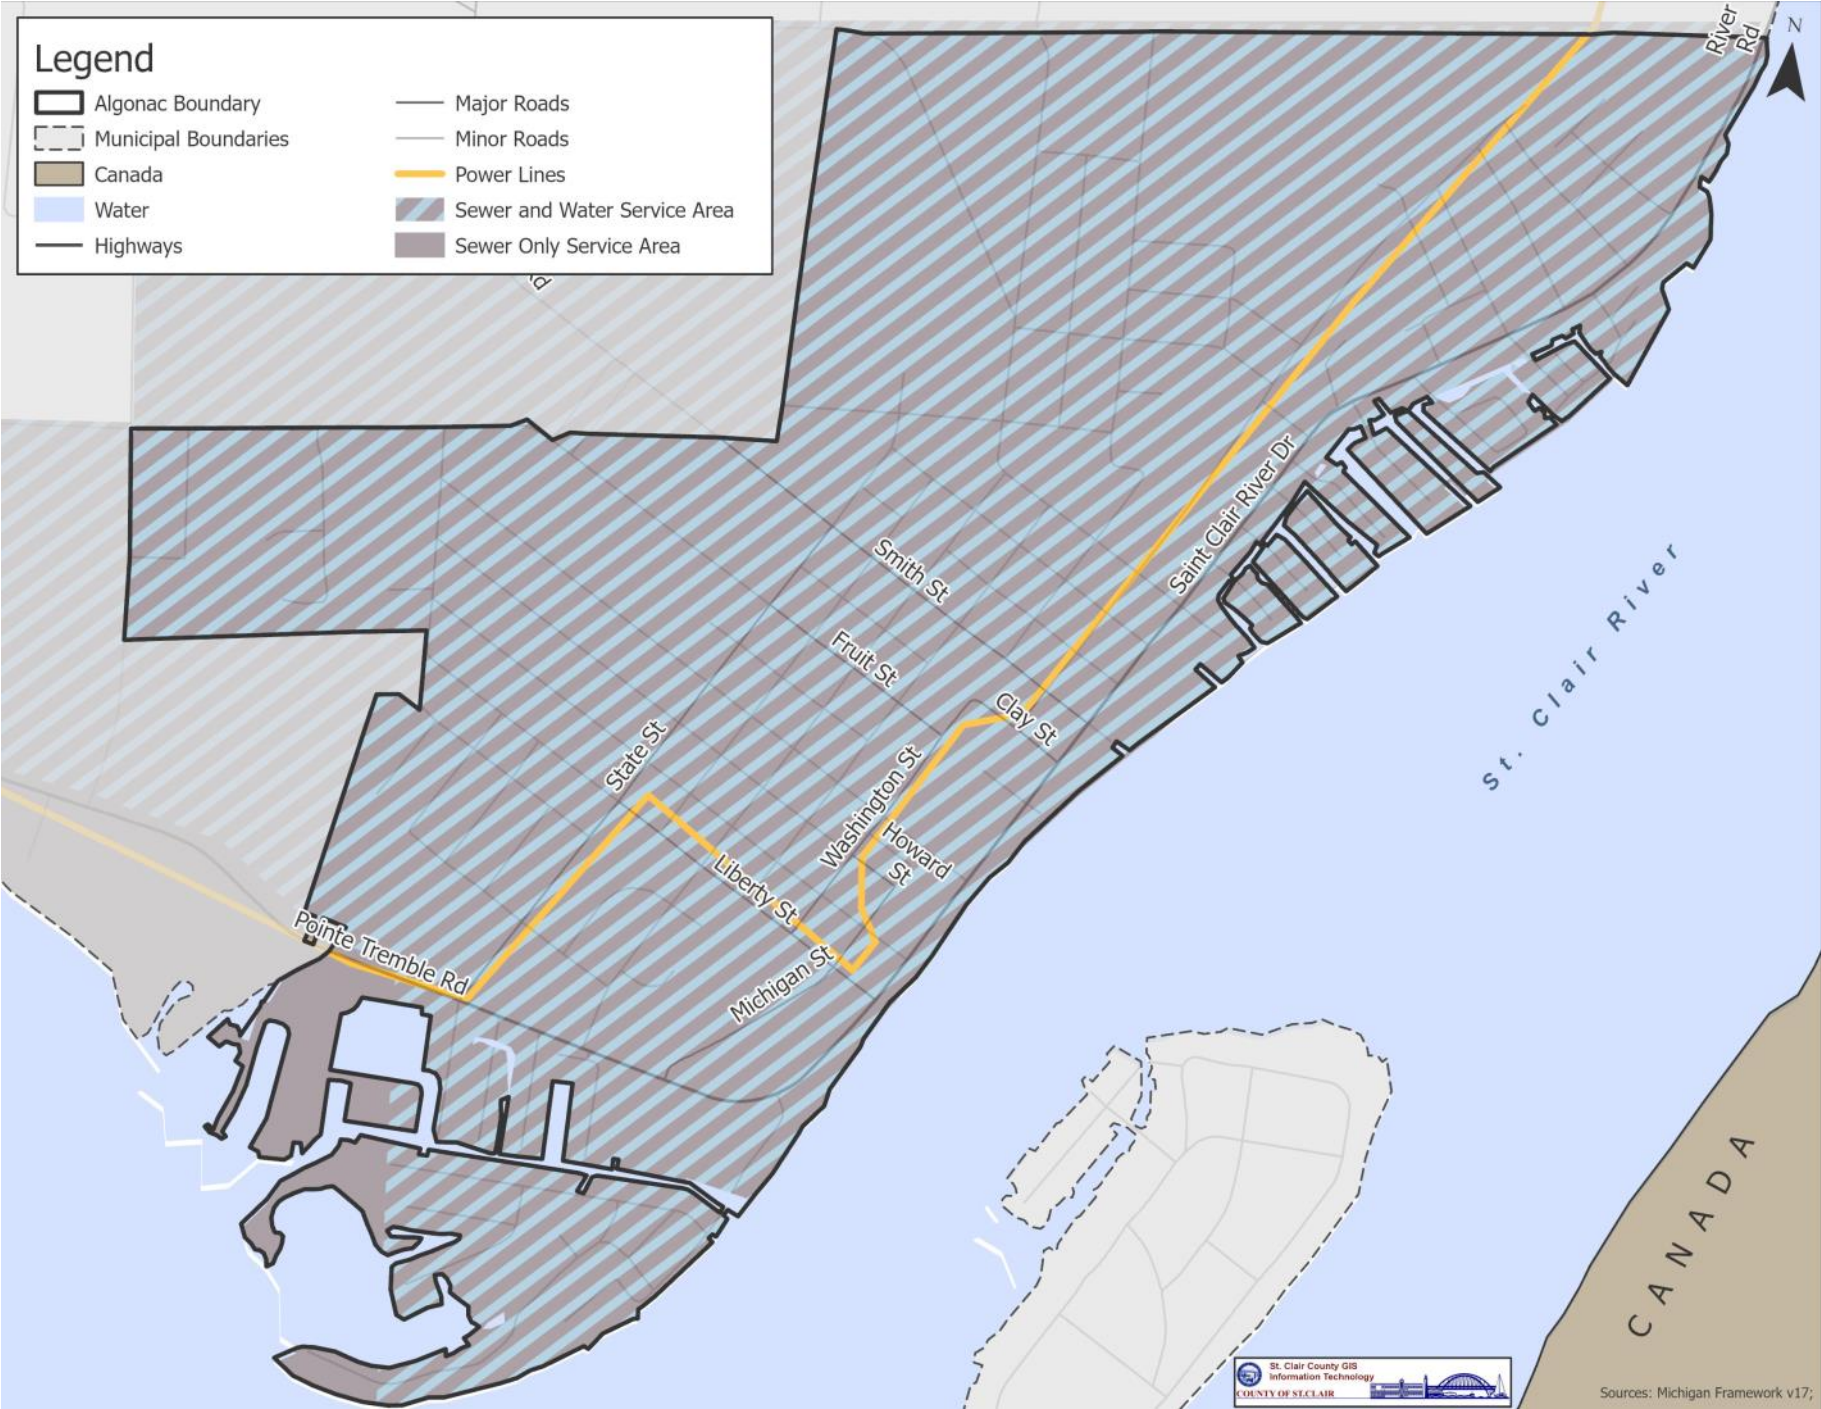 Legend
Algonac Boundary
Municipal Boundaries
Canada
Water
Highways
Major Roads
Minor Roads
Power Lines
Sewer and Water Service Area
Sewer Only Service Area
River
Rd
N
Rd
Saint Clair River Dr
Smith St
Fruit St
Clay St
State St
Washington St
Howard
St
Liberty St
Michigan St
Pointe Tremble Rd
St. Clair River
CANADA
St. Clair County GIS
Information Technology
COUNTY OF ST.CLAIR
Sources: Michigan Framework v17;